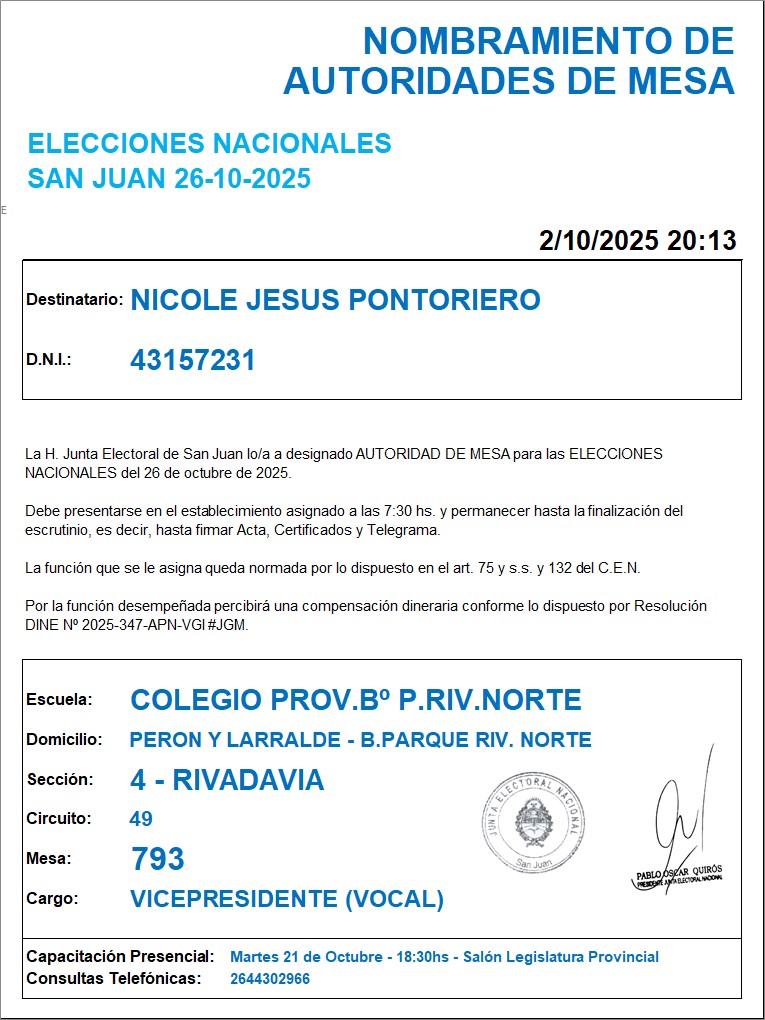 NOMBRAMIENTO DE
AUTORIDADES DE MESA
ELECCIONES NACIONALES
SAN JUAN 26-10-2025
E
2/10/2025 20:13
Destinatario: NICOLE JESUS PONTORIERO
D.N.I.: 43157231
La H. Junta Electoral de San Juan lo/a a designado AUTORIDAD DE MESA para las ELECCIONES
NACIONALES del 26 de octubre de 2025.
Debe presentarse en el establecimiento asignado a las 7:30 hs. y permanecer hasta la finalización del
escrutinio, es decir, hasta firmar Acta, Certificados y Telegrama.
La función que se le asigna queda normada por lo dispuesto en el art. 75 y s.s. y 132 del C.E.N.
Por la función desempeñada percibirá una compensación dineraria conforme lo dispuesto por Resolución
DINE Nº 2025-347-APN-VGI#JGM.
Escuela: COLEGIO PROV.Bº P.RIV.NORTE
Domicilio: PERON Y LARRALDE - B.PARQUE RIV. NORTE
Sección: 4 - RIVADAVIA
Circuito: 49
Mesa: 793
Cargo: VICEPRESIDENTE (VOCAL)
JUNTA ELECTORAL NACIONAL
San Juan
PABLO OSCAR QUIRÓS
PRESIDENTE JUNTA ELECTORAL NACIONAL
Capacitación Presencial: Martes 21 de Octubre - 18:30hs - Salón Legislatura Provincial
Consultas Telefónicas: 2644302966